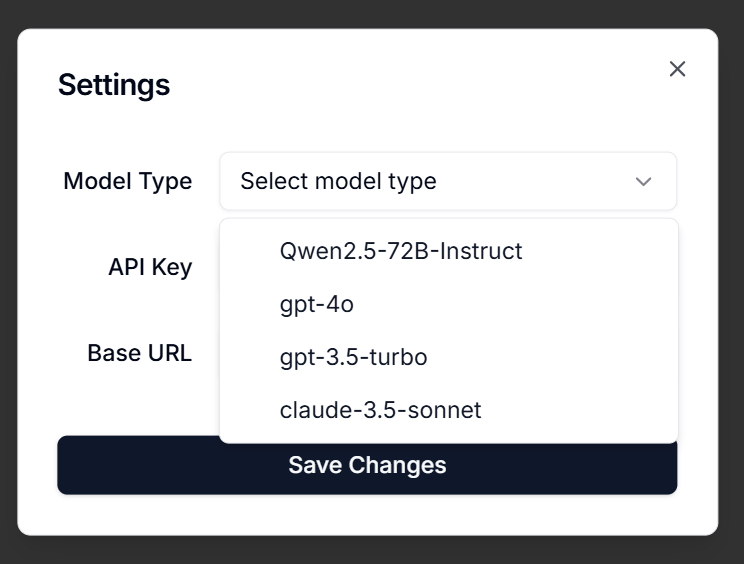 Settings
Model Type
Select model type
Qwen2.5-72B-Instruct
API Key
gpt-4o
gpt-3.5-turbo
Base URL
claude-3.5-sonnet
Save Changes